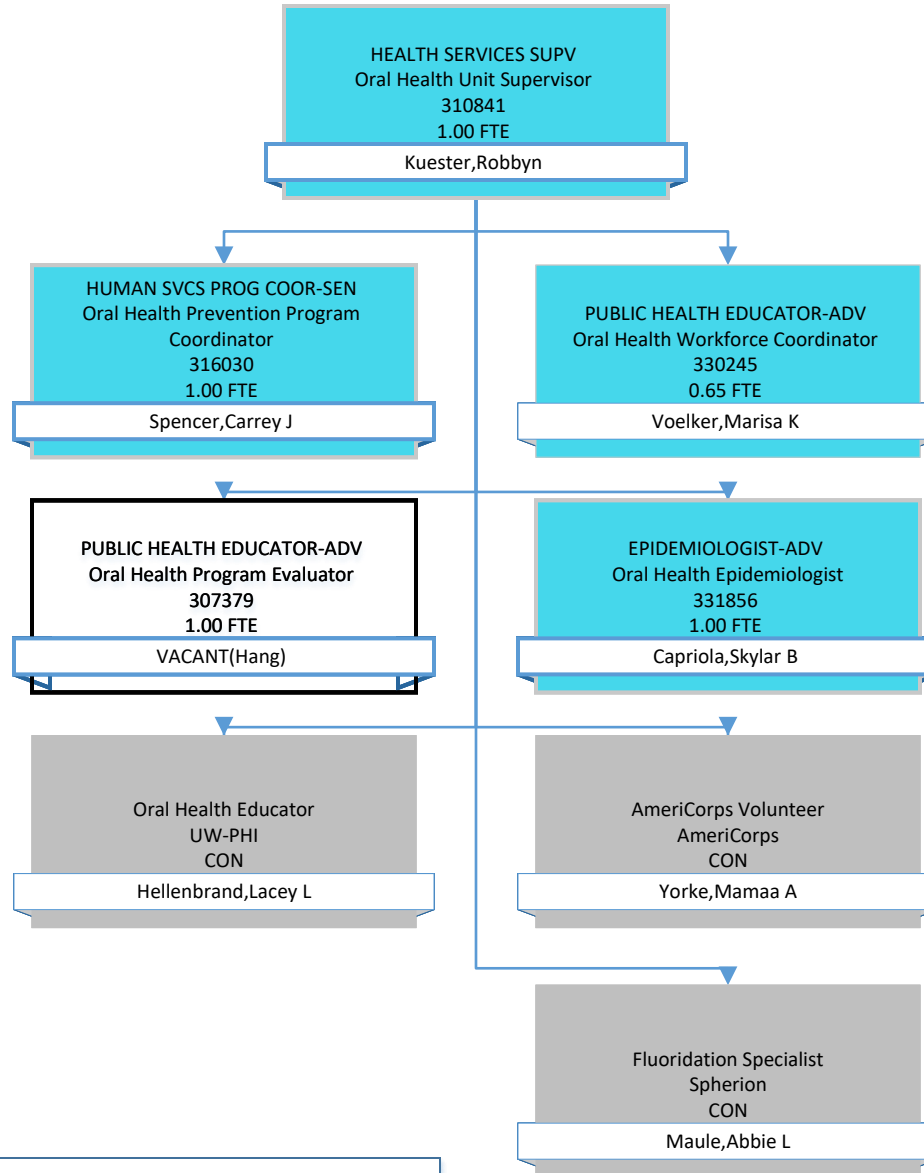 HEALTH SERVICES SUPV
Oral Health Unit Supervisor
310841
1.00 FTE
Kuester,Robbyn
HUMAN SVCS PROG COOR-SEN
Oral Health Prevention Program
Coordinator
316030
1.00 FTE
Spencer,Carrey J
PUBLIC HEALTH EDUCATOR-ADV
Oral Health Workforce Coordinator
330245
0.65 FTE
Voelker,Marisa K
PUBLIC HEALTH EDUCATOR-ADV
Oral Health Program Evaluator
307379
1.00 FTE
VACANT(Hang)
EPIDEMIOLOGIST-ADV
Oral Health Epidemiologist
331856
1.00 FTE
Capriola,Skylar B
Oral Health Educator
UW-PHI
CON
Hellenbrand,Lacey L
AmeriCorps Volunteer
AmeriCorps
CON
Yorke,Mamaa A
Fluoridation Specialist
Spherion
CON
Maule,Abbie L